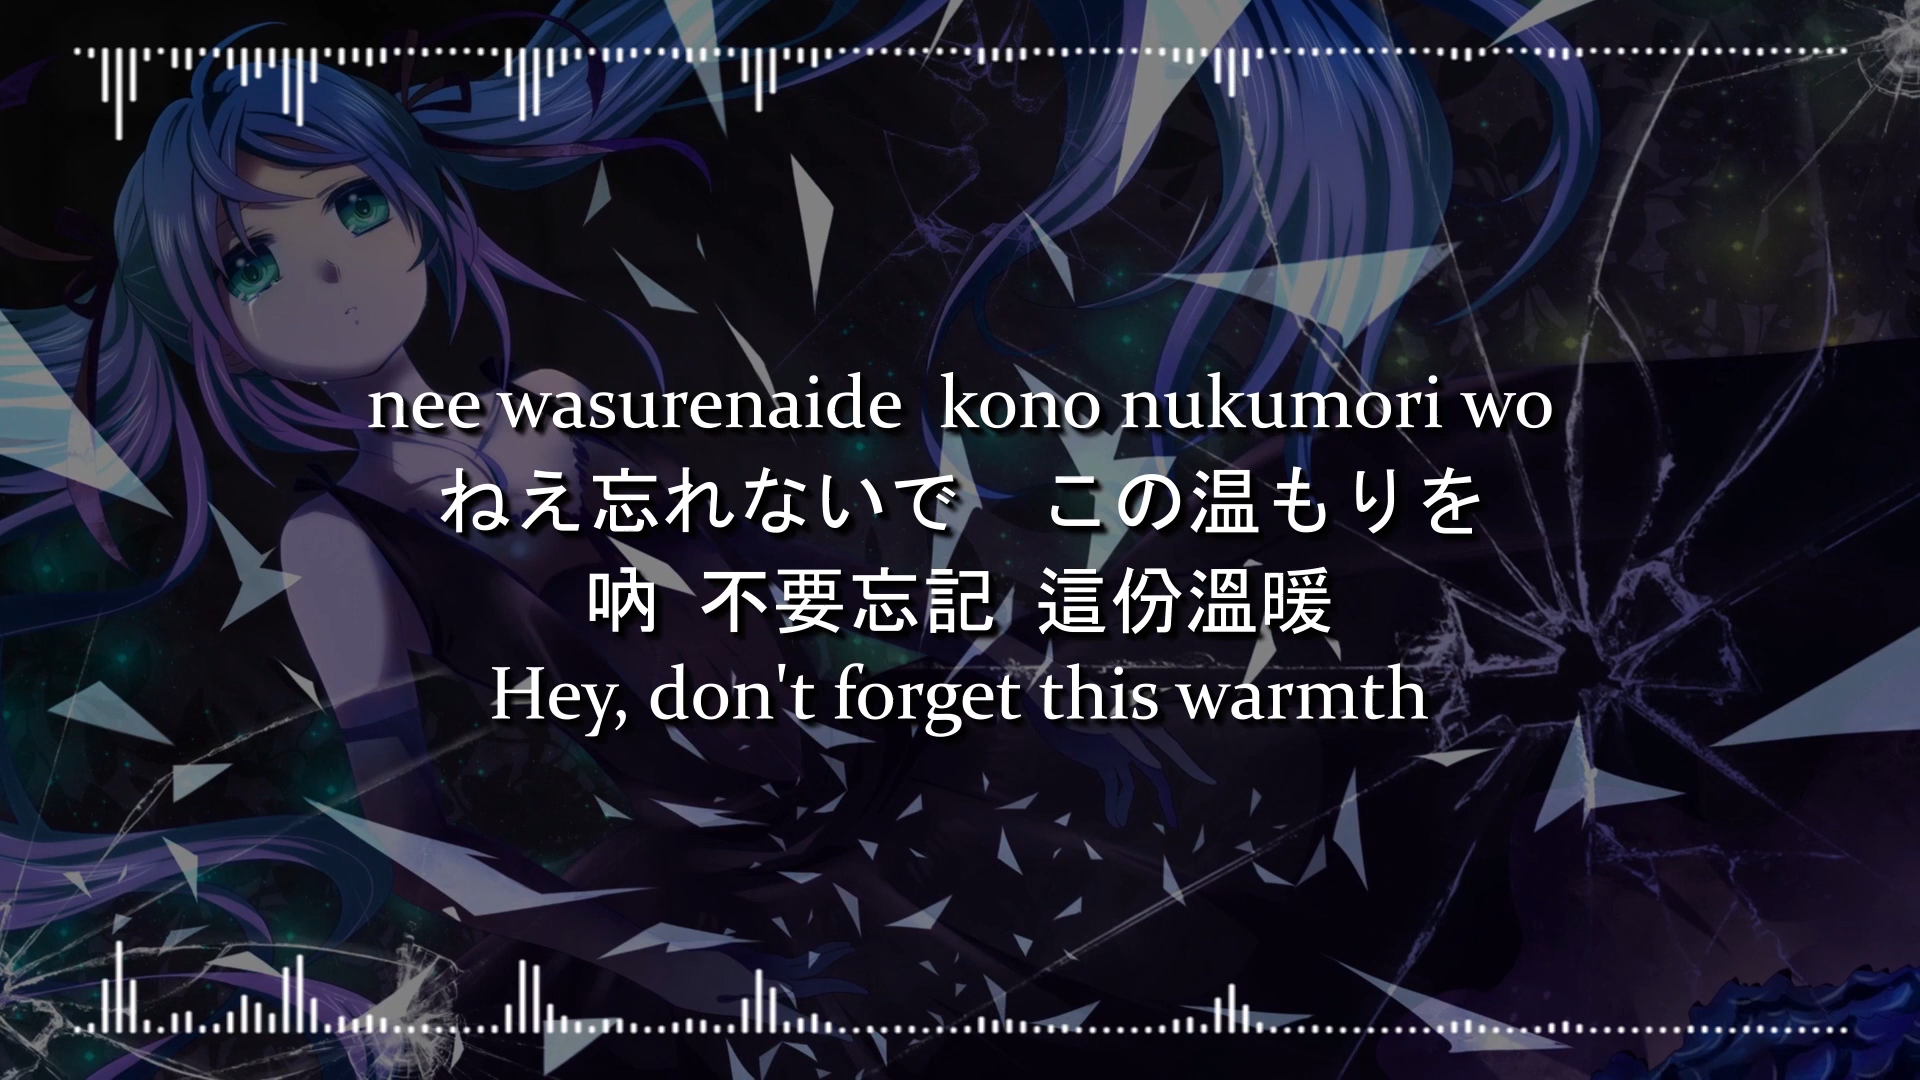 nee wasurenaide  kono nukumori wo
ねえ忘れないで　この温もりを
吶 不要忘記 這份溫暖
Hey, don't forget this warmth